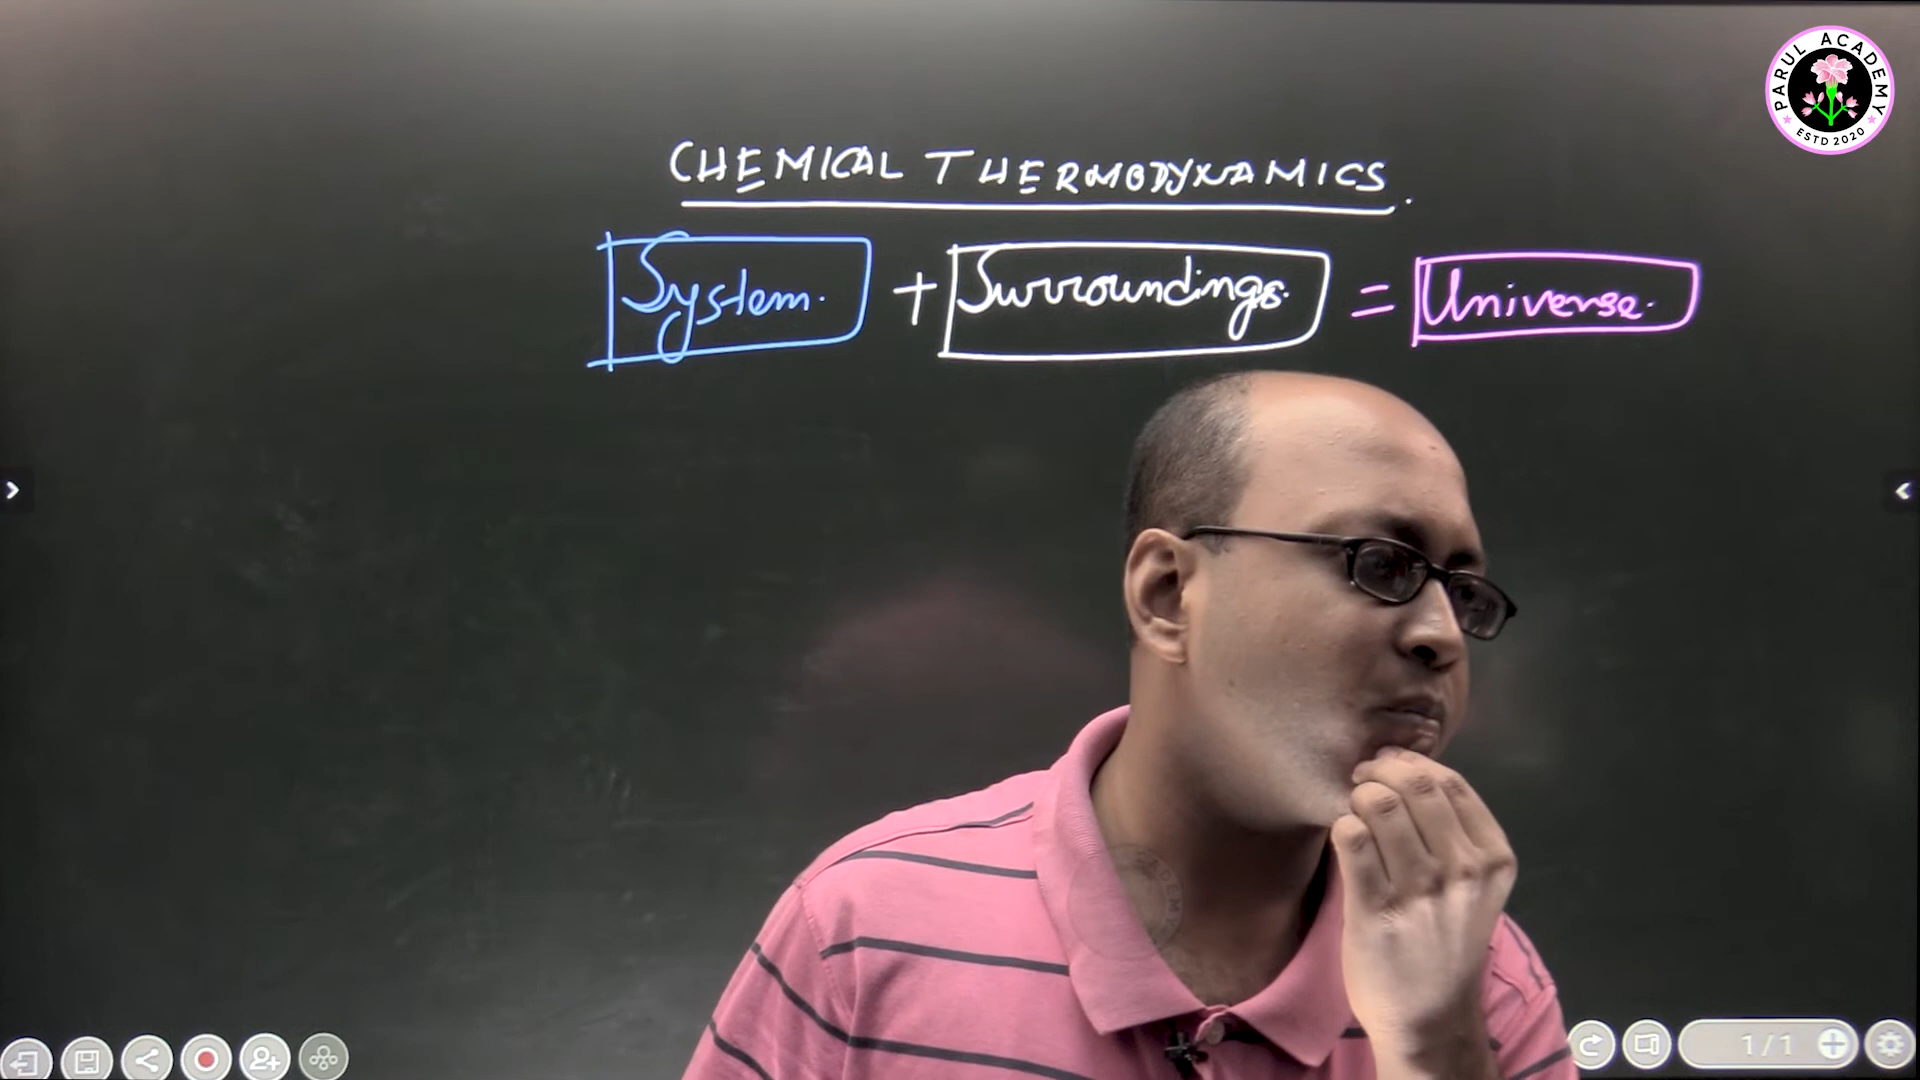 PARUL ACADEMY
ESTD 2020
CHEMICAL THERMODYNAMICS.
System. + Surroundings. = Universe.
1/1